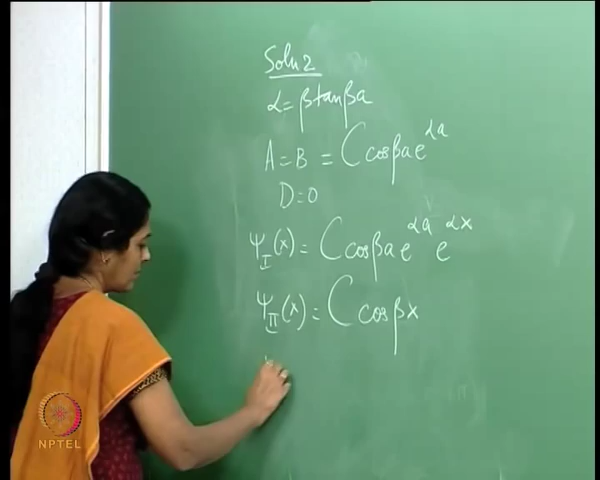 Soln 2
α = β tan βa
A = B = C cos βa e^{αa}
D = 0
ψ_I(x) = C cos βa e^{αa} e^{αx}
ψ_II(x) = C cos βx
NPTEL